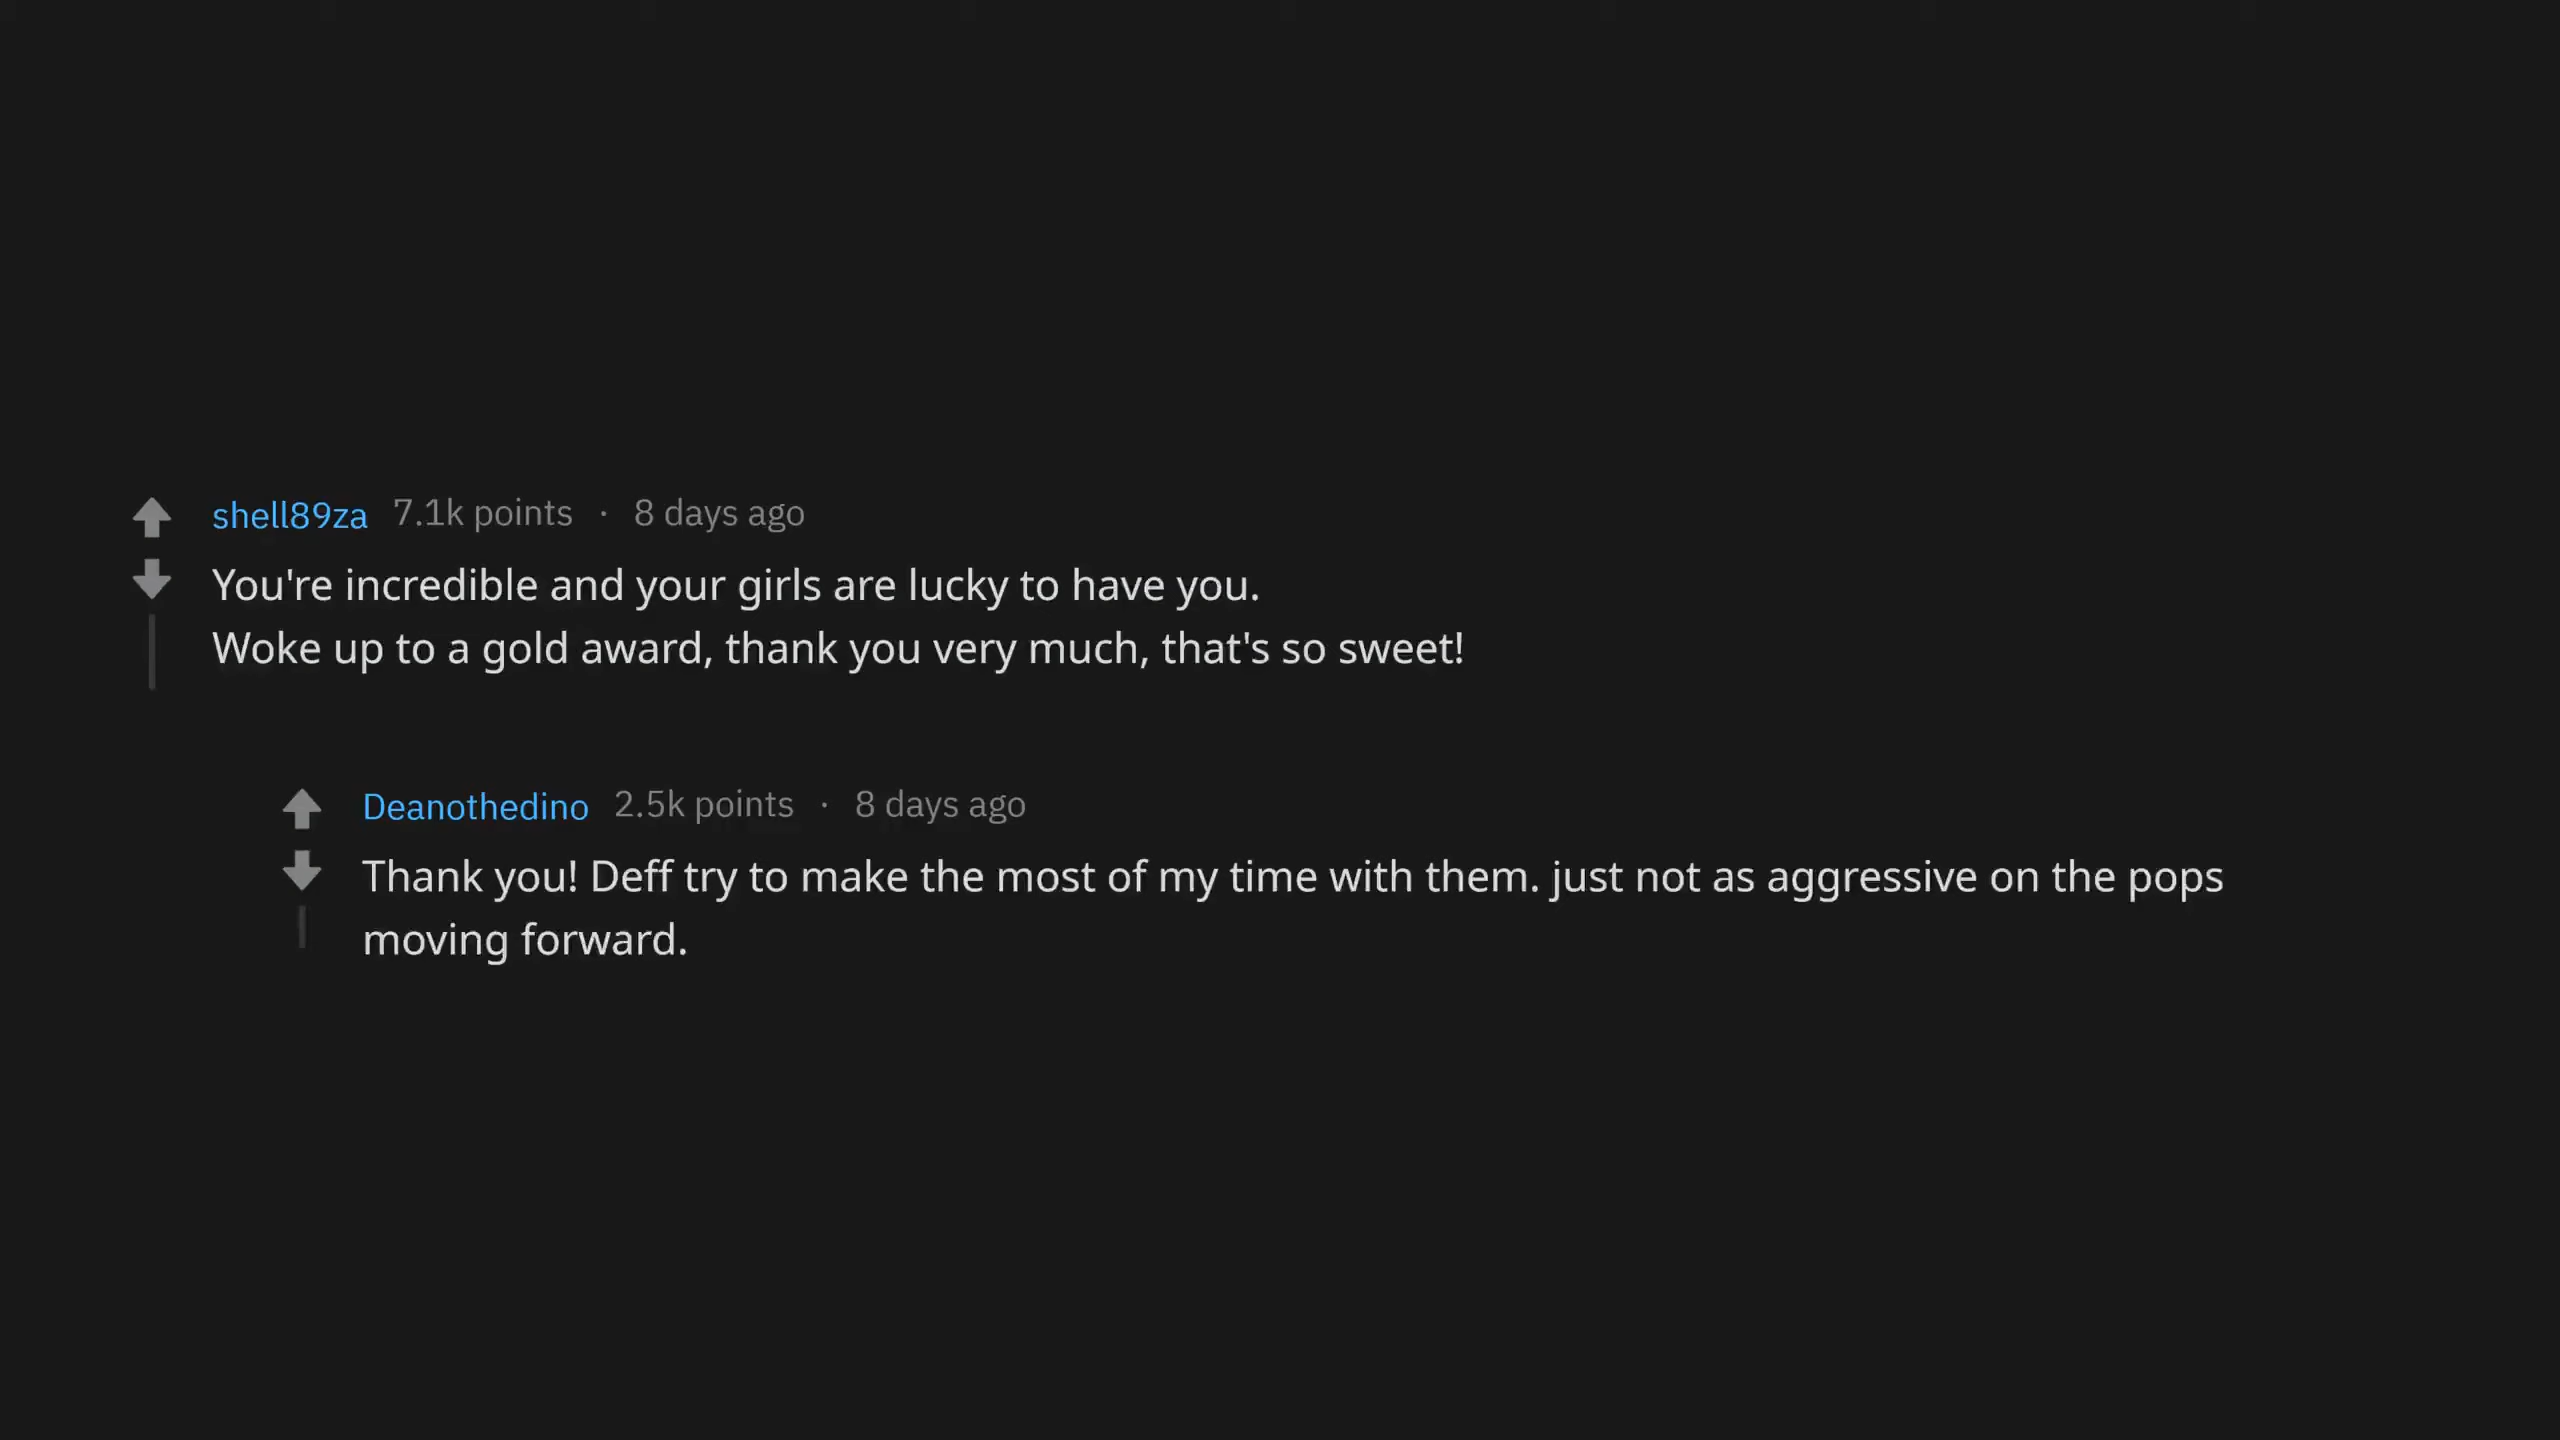 shell89za 7.1k points · 8 days ago
You're incredible and your girls are lucky to have you.
Woke up to a gold award, thank you very much, that's so sweet!
Deanothedino 2.5k points · 8 days ago
Thank you! Deff try to make the most of my time with them. just not as aggressive on the pops
moving forward.